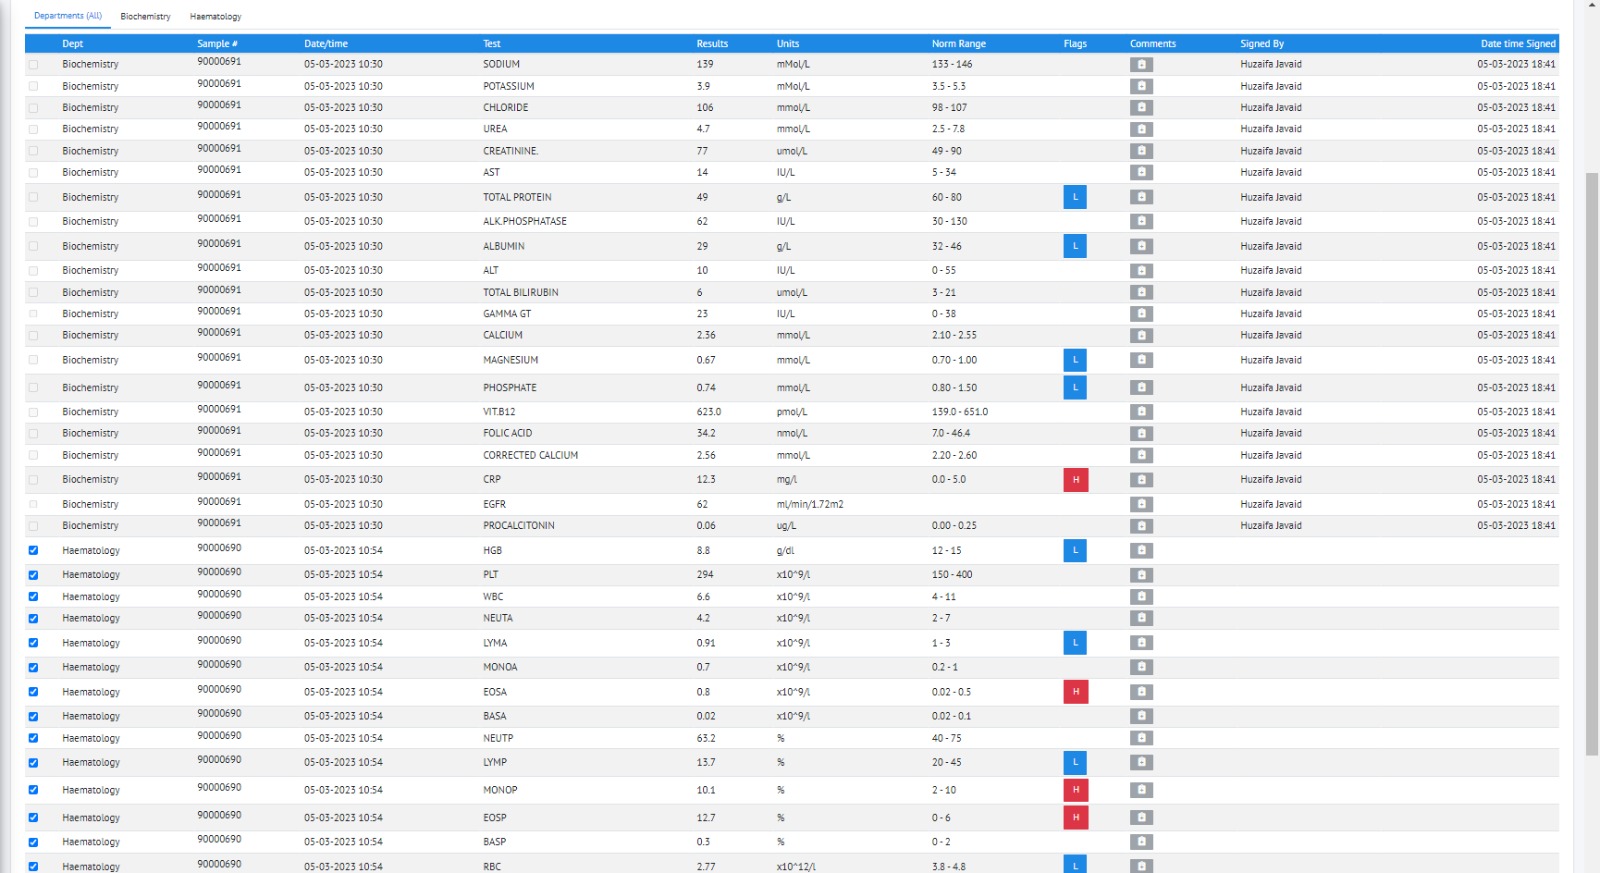 Departments (All) Biochemistry Haematology
Dept Sample # Date/time Test Results Units Norm Range Flags Comments Signed By Date time Signed
Biochemistry 90000691 05-03-2023 10:30 SODIUM 139 mMol/L 133 - 146 Huzaifa Javaid 05-03-2023 18:41
Biochemistry 90000691 05-03-2023 10:30 POTASSIUM 3.9 mMol/L 3.5 - 5.3 Huzaifa Javaid 05-03-2023 18:41
Biochemistry 90000691 05-03-2023 10:30 CHLORIDE 106 mmol/L 98 - 107 Huzaifa Javaid 05-03-2023 18:41
Biochemistry 90000691 05-03-2023 10:30 UREA 4.7 mmol/L 2.5 - 7.8 Huzaifa Javaid 05-03-2023 18:41
Biochemistry 90000691 05-03-2023 10:30 CREATININE. 77 umol/L 49 - 90 Huzaifa Javaid 05-03-2023 18:41
Biochemistry 90000691 05-03-2023 10:30 AST 14 IU/L 5 - 34 Huzaifa Javaid 05-03-2023 18:41
Biochemistry 90000691 05-03-2023 10:30 TOTAL PROTEIN 49 g/L 60 - 80 L Huzaifa Javaid 05-03-2023 18:41
Biochemistry 90000691 05-03-2023 10:30 ALK.PHOSPHATASE 62 IU/L 30 - 130 Huzaifa Javaid 05-03-2023 18:41
Biochemistry 90000691 05-03-2023 10:30 ALBUMIN 29 g/L 32 - 46 L Huzaifa Javaid 05-03-2023 18:41
Biochemistry 90000691 05-03-2023 10:30 ALT 10 IU/L 0 - 55 Huzaifa Javaid 05-03-2023 18:41
Biochemistry 90000691 05-03-2023 10:30 TOTAL BILIRUBIN 6 umol/L 3 - 21 Huzaifa Javaid 05-03-2023 18:41
Biochemistry 90000691 05-03-2023 10:30 GAMMA GT 23 IU/L 0 - 38 Huzaifa Javaid 05-03-2023 18:41
Biochemistry 90000691 05-03-2023 10:30 CALCIUM 2.36 mmol/L 2.10 - 2.55 Huzaifa Javaid 05-03-2023 18:41
Biochemistry 90000691 05-03-2023 10:30 MAGNESIUM 0.67 mmol/L 0.70 - 1.00 L Huzaifa Javaid 05-03-2023 18:41
Biochemistry 90000691 05-03-2023 10:30 PHOSPHATE 0.74 mmol/L 0.80 - 1.50 L Huzaifa Javaid 05-03-2023 18:41
Biochemistry 90000691 05-03-2023 10:30 VIT.B12 623.0 pmol/L 139.0 - 651.0 Huzaifa Javaid 05-03-2023 18:41
Biochemistry 90000691 05-03-2023 10:30 FOLIC ACID 34.2 nmol/L 7.0 - 46.4 Huzaifa Javaid 05-03-2023 18:41
Biochemistry 90000691 05-03-2023 10:30 CORRECTED CALCIUM 2.56 mmol/L 2.20 - 2.60 Huzaifa Javaid 05-03-2023 18:41
Biochemistry 90000691 05-03-2023 10:30 CRP 12.3 mg/l 0.0 - 5.0 H Huzaifa Javaid 05-03-2023 18:41
Biochemistry 90000691 05-03-2023 10:30 EGFR 62 ml/min/1.72m2 Huzaifa Javaid 05-03-2023 18:41
Biochemistry 90000691 05-03-2023 10:30 PROCALCITONIN 0.06 ug/L 0.00 - 0.25 Huzaifa Javaid 05-03-2023 18:41
Haematology 90000690 05-03-2023 10:54 HGB 8.8 g/dl 12 - 15 L
Haematology 90000690 05-03-2023 10:54 PLT 294 x10^9/l 150 - 400
Haematology 90000690 05-03-2023 10:54 WBC 6.6 x10^9/l 4 - 11
Haematology 90000690 05-03-2023 10:54 NEUTA 4.2 x10^9/l 2 - 7
Haematology 90000690 05-03-2023 10:54 LYMA 0.91 x10^9/l 1 - 3 L
Haematology 90000690 05-03-2023 10:54 MONOA 0.7 x10^9/l 0.2 - 1
Haematology 90000690 05-03-2023 10:54 EOSA 0.8 x10^9/l 0.02 - 0.5 H
Haematology 90000690 05-03-2023 10:54 BASA 0.02 x10^9/l 0.02 - 0.1
Haematology 90000690 05-03-2023 10:54 NEUTP 63.2 % 40 - 75
Haematology 90000690 05-03-2023 10:54 LYMP 13.7 % 20 - 45 L
Haematology 90000690 05-03-2023 10:54 MONOP 10.1 % 2 - 10 H
Haematology 90000690 05-03-2023 10:54 EOSP 12.7 % 0 - 6 H
Haematology 90000690 05-03-2023 10:54 BASP 0.3 % 0 - 2
Haematology 90000690 05-03-2023 10:54 RBC 2.77 x10^12/l 3.8 - 4.8 L